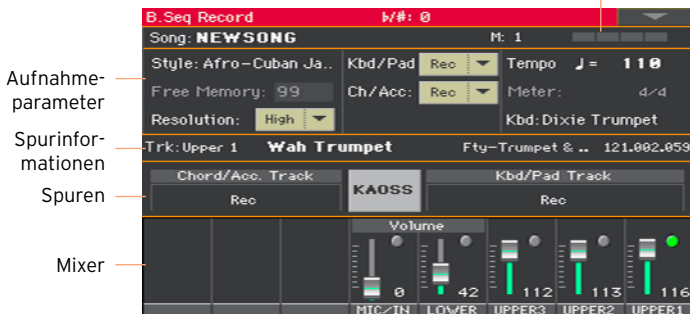 B.Seq Record ♭/#: 0
Song: NEWSONG M: 1
Style: Afro-Cuban Ja.. Kbd/Pad Rec Tempo ♩= 110
Aufnahme-
parameter
Free Memory: 99 Ch/Acc: Rec Meter: 4/4
Resolution: High Kbd: Dixie Trumpet
Spurinfor-
mationen
Trk: Upper 1 Wah Trumpet Fty-Trumpet & .. 121.002.059
Chord/Acc. Track KAOSS Kbd/Pad Track
Spuren
Rec Rec
Volume
Mixer
0 42 112 113 116
MIC/IN LOWER UPPER3 UPPER2 UPPER1